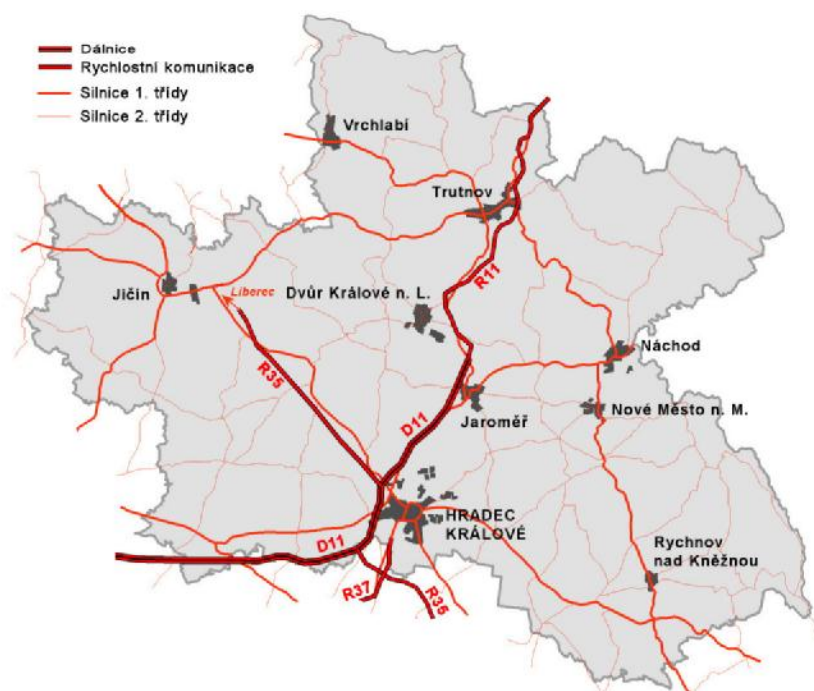 Dálnice
Rychlostní komunikace
Silnice 1. třídy
Silnice 2. třídy
Vrchlabí
Trutnov
R11
Jičín
Liberec
Dvůr Králové n. L.
Náchod
R35
Jaroměř
Nové Město n. M.
D11
HRADEC
KRÁLOVÉ
D11
Rychnov
nad Kněžnou
R37
R35